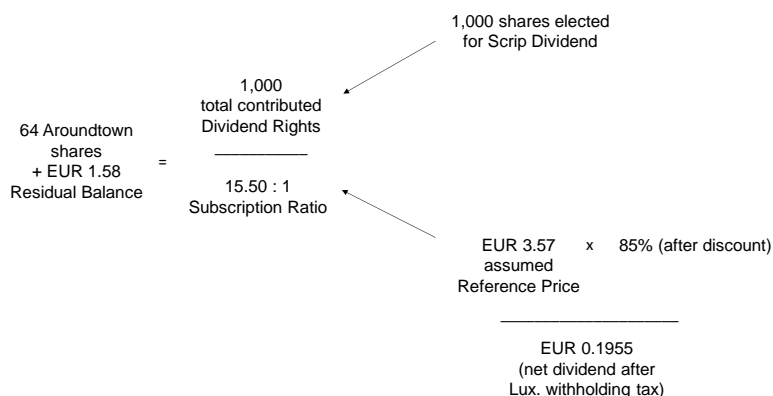 1,000 shares elected
for Scrip Dividend
1,000
total contributed
Dividend Rights
64 Aroundtown
shares
+ EUR 1.58
Residual Balance
=
15.50 : 1
Subscription Ratio
EUR 3.57 x 85% (after discount)
assumed
Reference Price
EUR 0.1955
(net dividend after
Lux. withholding tax)